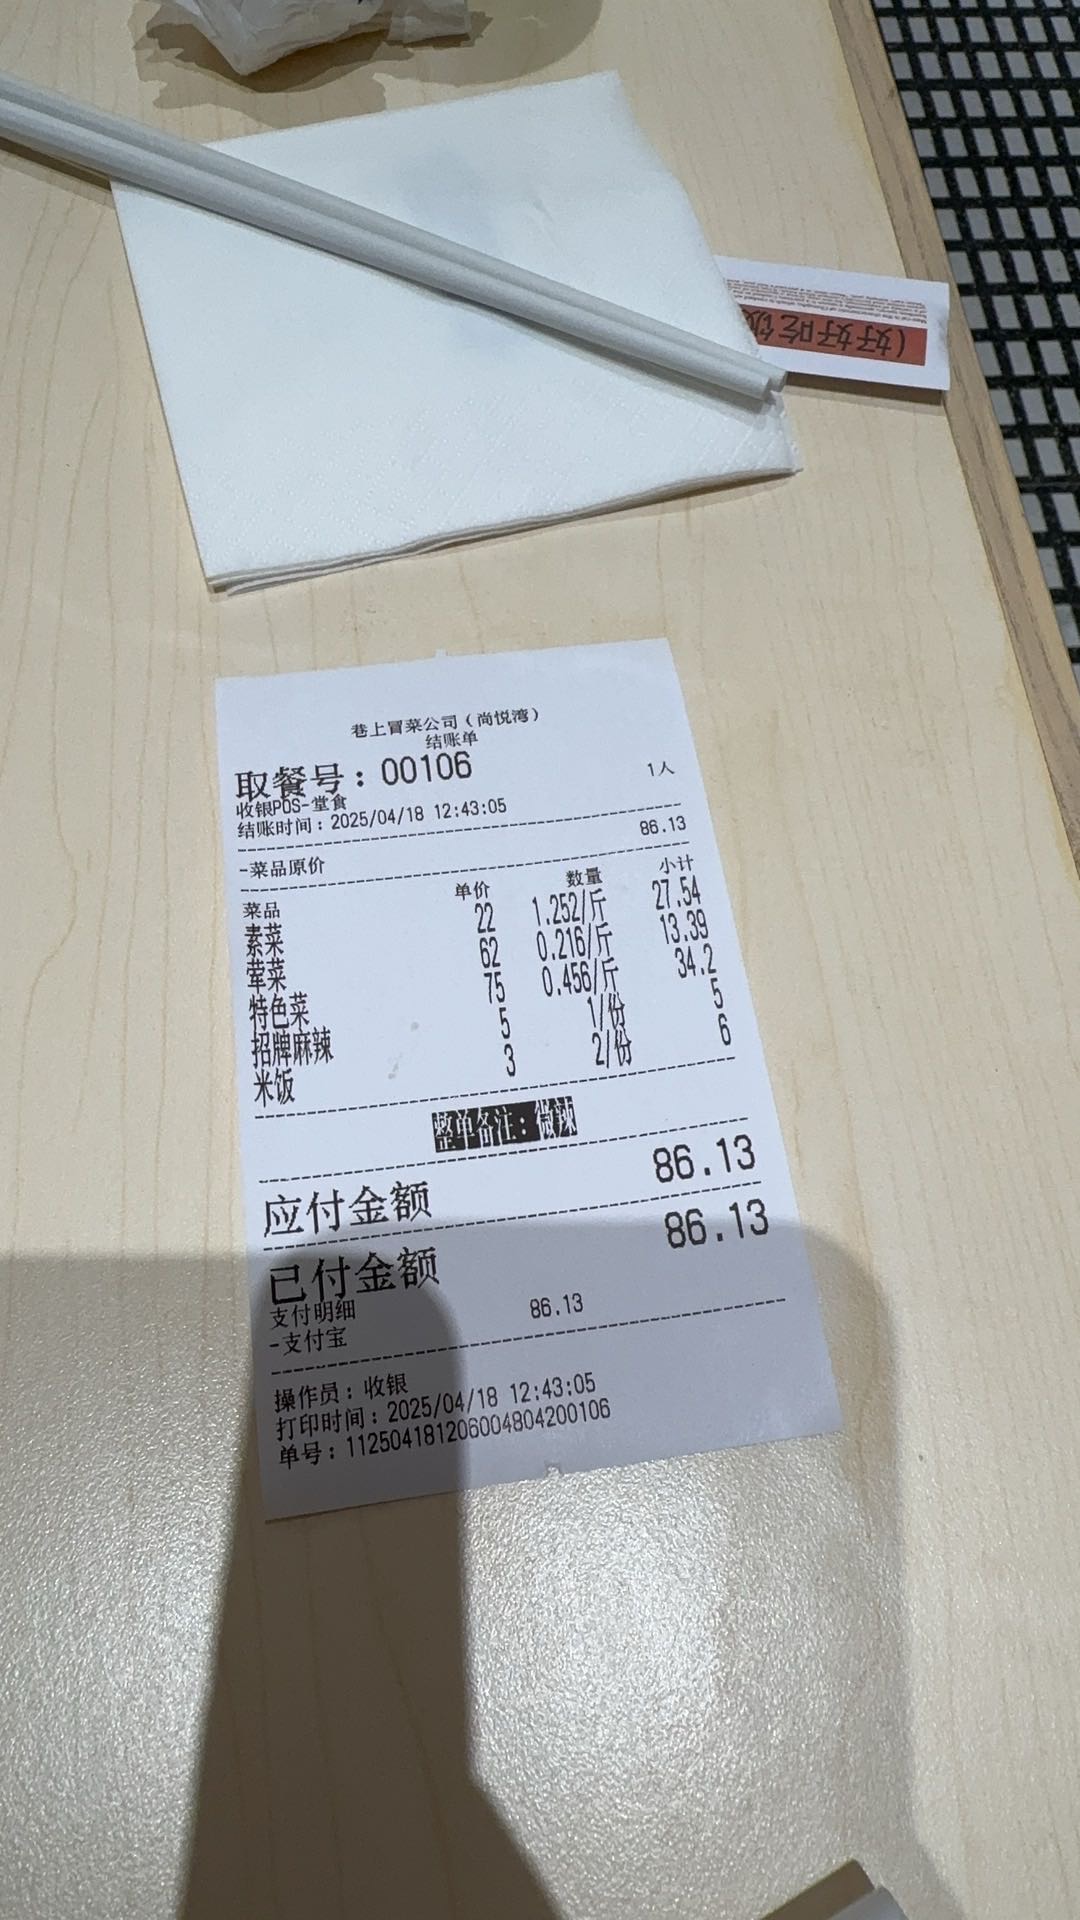 (好好吃饭
巷上冒菜公司(尚悦湾)
结账单
取餐号:00106 1人
收银POS-堂食
结账时间:2025/04/18 12:43:05
-菜品原价 86.13
菜品 单价 数量 小计
素菜 22 1.252/斤 27.54
荤菜 62 0.216/斤 13.39
特色菜 75 0.456/斤 34.2
招牌麻辣 5 1/份 5
米饭 3 2/份 6
整单备注:微辣
应付金额 86.13
已付金额 86.13
支付明细
-支付宝 86.13
操作员:收银
打印时间:2025/04/18 12:43:05
单号:112504181206004804200106